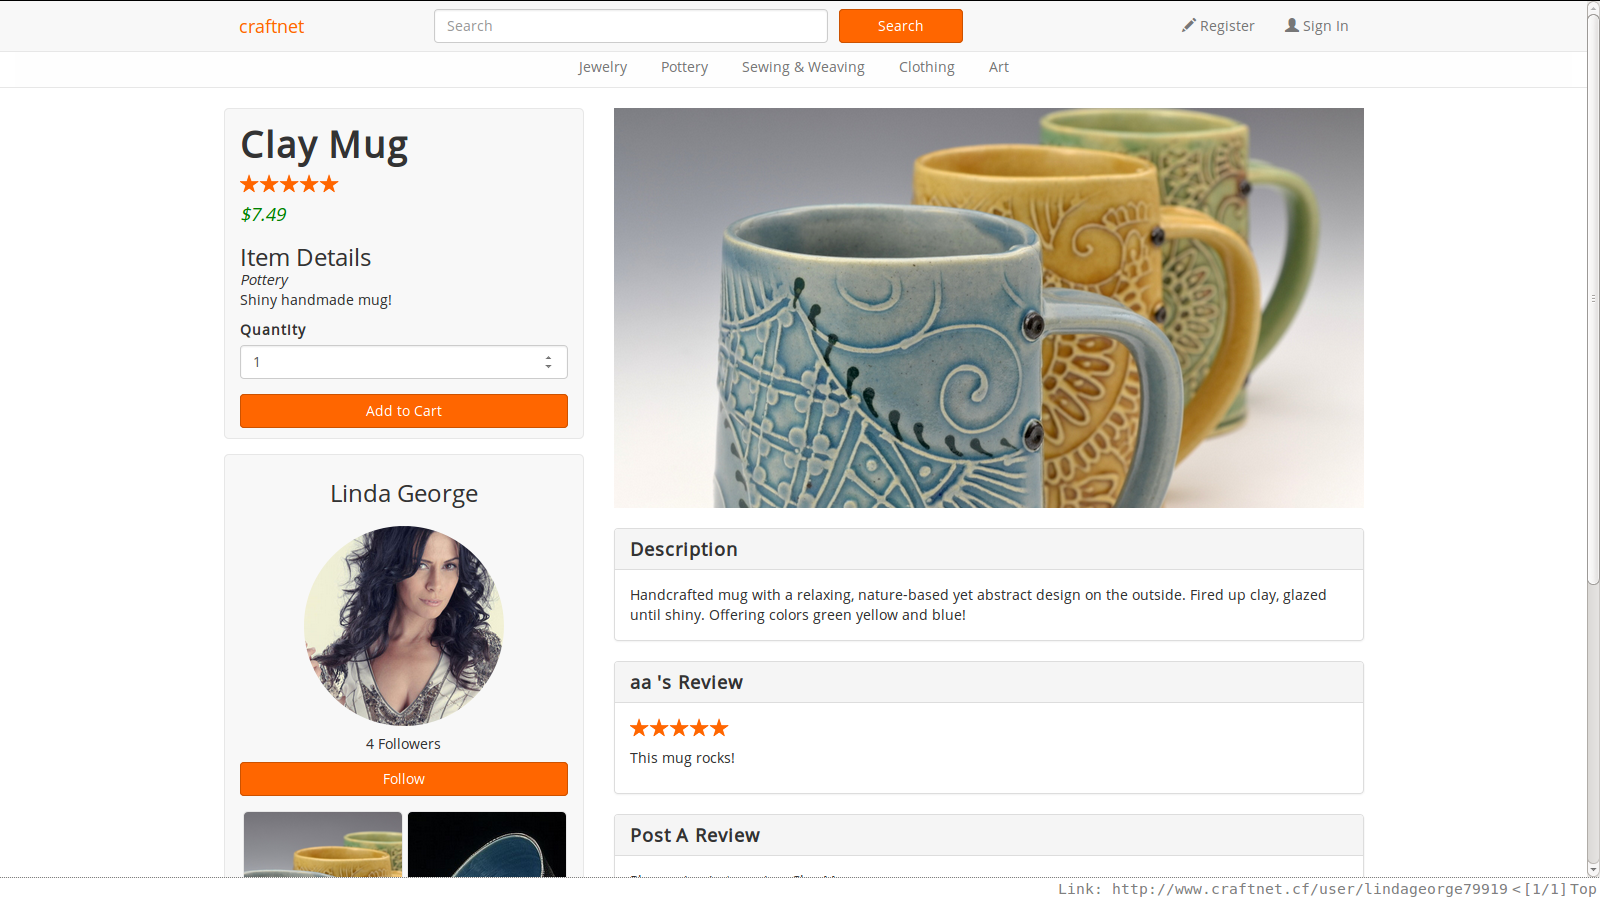 craftnet
Search
Search
Register
Sign In
Jewelry
Pottery
Sewing & Weaving
Clothing
Art
Clay Mug
$7.49
Item Details
Pottery
Shiny handmade mug!
Quantity
1
Add to Cart
Linda George
4 Followers
Follow
Description
Handcrafted mug with a relaxing, nature-based yet abstract design on the outside. Fired up clay, glazed
until shiny. Offering colors green yellow and blue!
aa 's Review
This mug rocks!
Post A Review
Link: http://www.craftnet.cf/user/lindageorge79919 < [1/1] Top